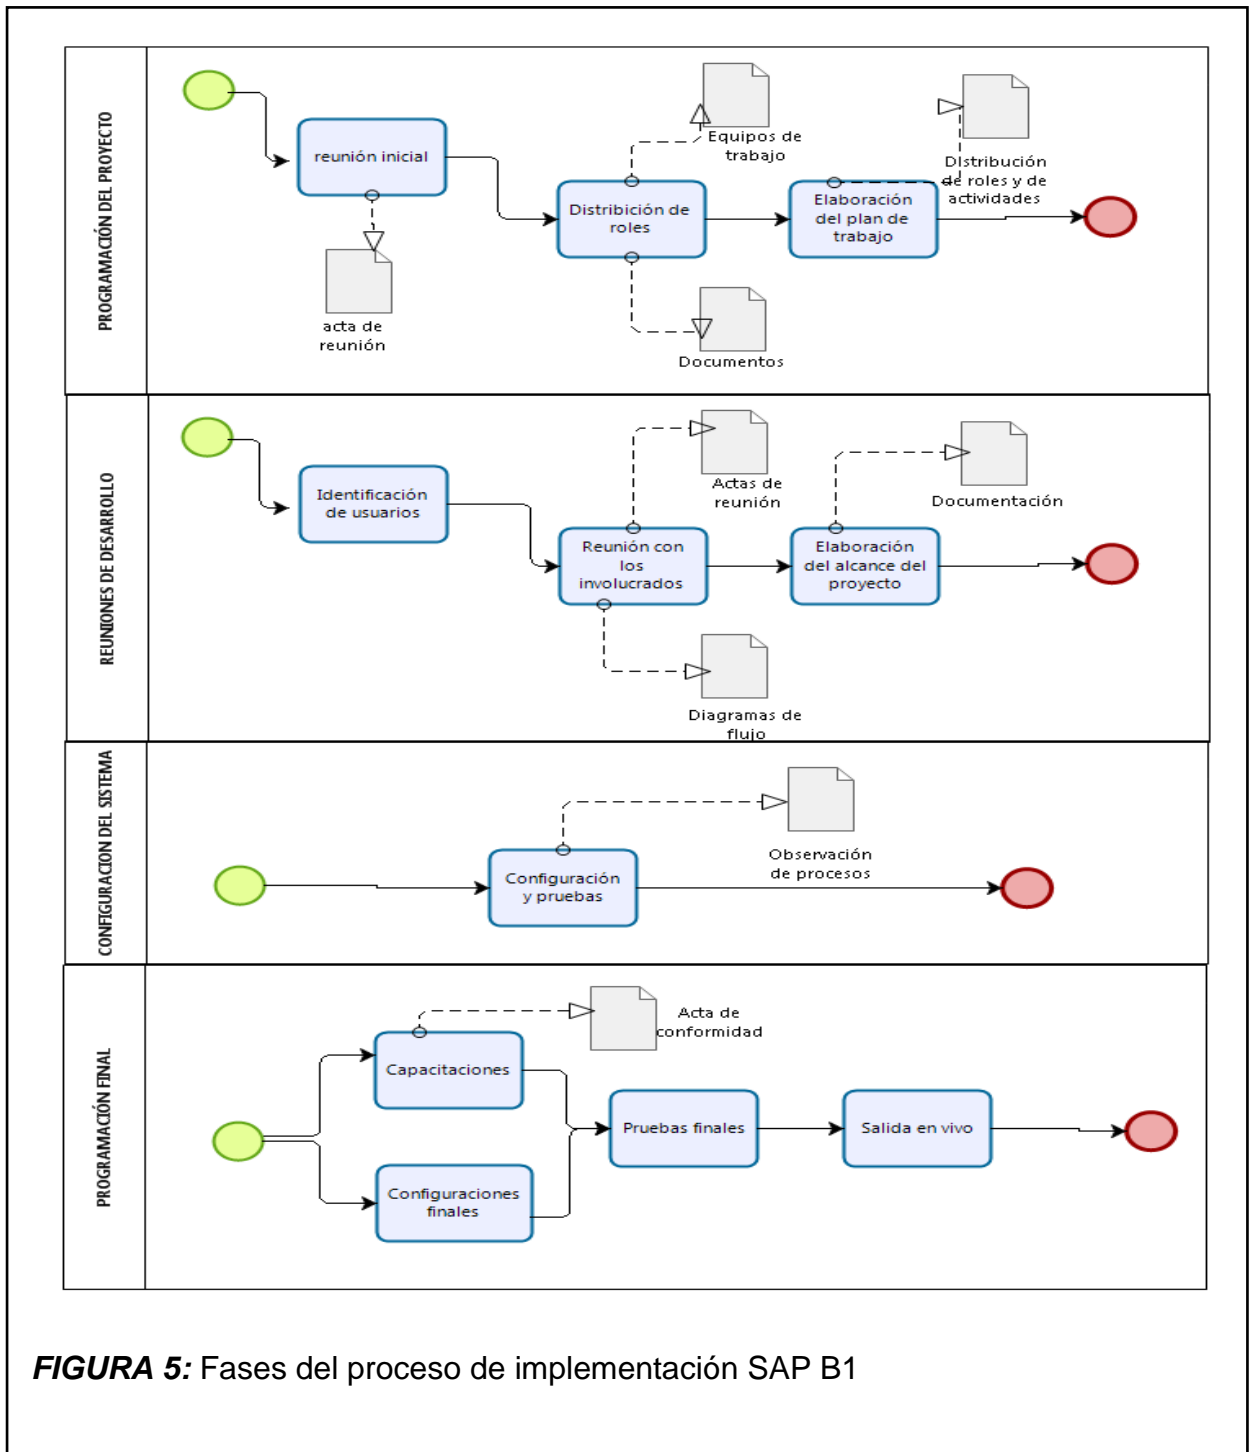 PROGRAMACIÓN DEL PROYECTO
reunión inicial
acta de
reunión
Distribición de
roles
Equipos de
trabajo
Documentos
Elaboración
del plan de
trabajo
Distribución
de roles y de
actividades
REUNIONES DE DESARROLLO
Identificación
de usuarios
Reunión con
los
involucrados
Actas de
reunión
Diagramas de
flujo
Elaboración
del alcance del
proyecto
Documentación
CONFIGURACION DEL SISTEMA
Configuración
y pruebas
Observación
de procesos
PROGRAMACIÓN FINAL
Capacitaciones
Acta de
conformidad
Configuraciones
finales
Pruebas finales
Salida en vivo
FIGURA 5: Fases del proceso de implementación SAP B1